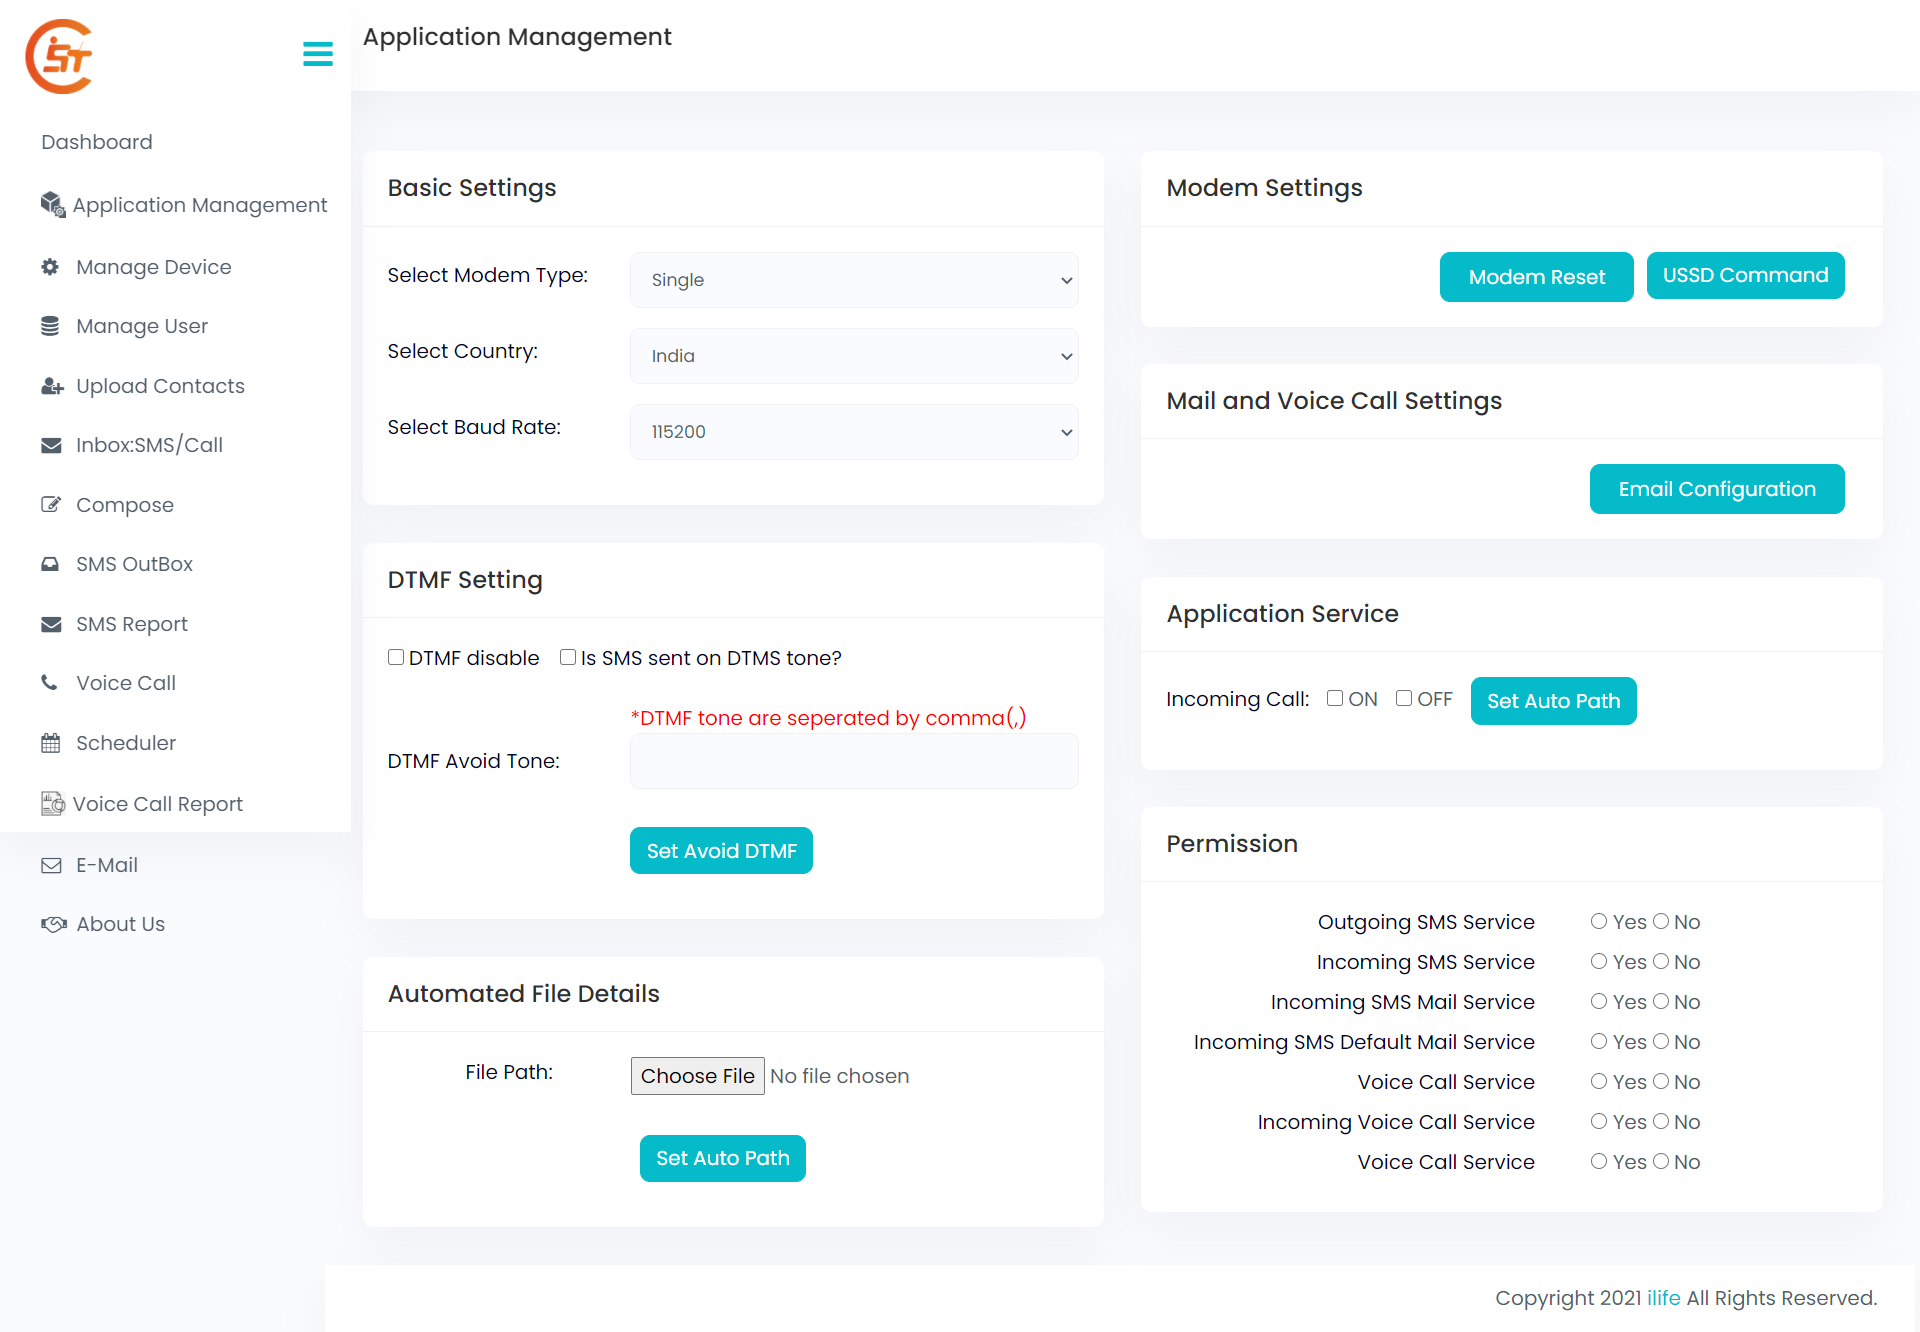 iST
Application Management
Dashboard
Application Management
Manage Device
Manage User
Upload Contacts
Inbox:SMS/Call
Compose
SMS OutBox
SMS Report
Voice Call
Scheduler
Voice Call Report
E-Mail
About Us
Basic Settings
Select Modem Type:
Single
Select Country:
India
Select Baud Rate:
115200
DTMF Setting
DTMF disable Is SMS sent on DTMS tone?
*DTMF tone are seperated by comma(,)
DTMF Avoid Tone:
Set Avoid DTMF
Automated File Details
File Path: Choose File No file chosen
Set Auto Path
Modem Settings
Modem Reset USSD Command
Mail and Voice Call Settings
Email Configuration
Application Service
Incoming Call: ON OFF Set Auto Path
Permission
Outgoing SMS Service Yes No
Incoming SMS Service Yes No
Incoming SMS Mail Service Yes No
Incoming SMS Default Mail Service Yes No
Voice Call Service Yes No
Incoming Voice Call Service Yes No
Voice Call Service Yes No
Copyright 2021 ilife All Rights Reserved.